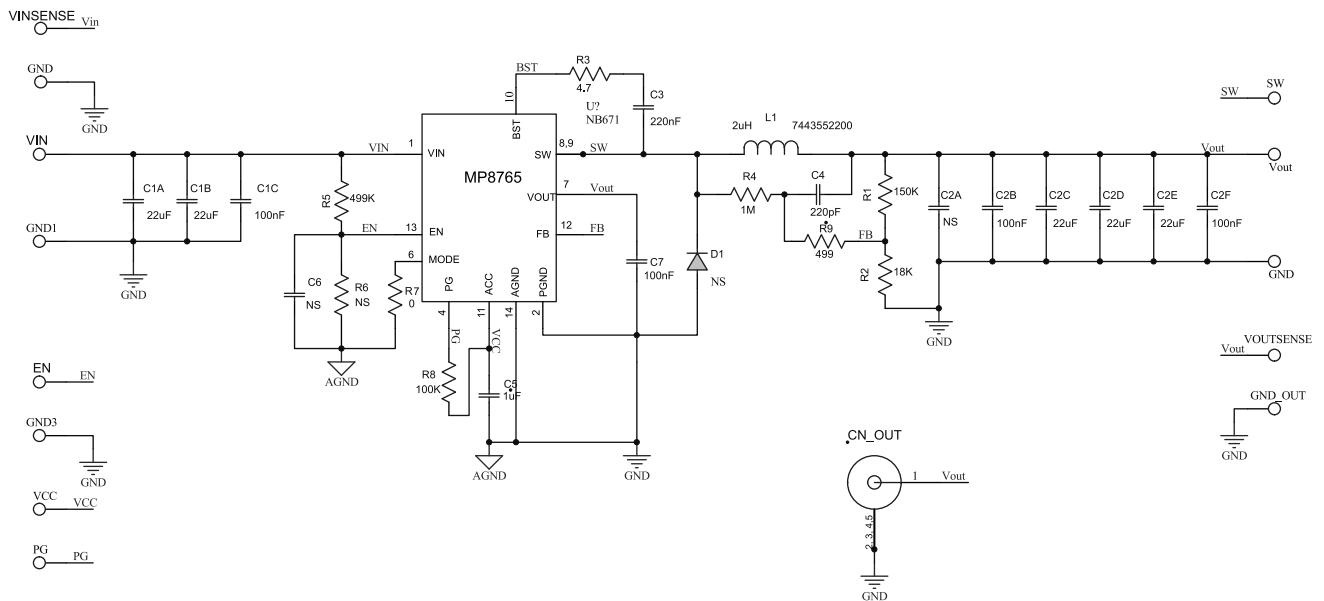 VINSENSE
Vin
GND
GND
VIN
VIN
C1A
22uF
C1B
22uF
C1C
100nF
GND1
GND
R5
499K
EN
C6
NS
R6
NS
R7
0
AGND
EN
EN
GND3
GND
VCC
VCC
PG
PG
BST
R3
4.7
C3
220nF
U?
NB671
MP8765
10
BST
1
VIN
8,9
SW
SW
7
VOUT
Vout
12
FB
FB
13
EN
6
MODE
PG
ACC
AGND
PGND
4
11
14
2
PG
VCC
R8
100K
C5
1uF
AGND
C7
100nF
GND
2uH
L1
7443552200
R4
1M
C4
220pF
R9
499
FB
D1
NS
R1
150K
R2
18K
C2A
NS
C2B
100nF
C2C
22uF
C2D
22uF
C2E
22uF
C2F
100nF
GND
SW
SW
Vout
Vout
GND
VOUTSENSE
Vout
GND_OUT
GND
CN_OUT
1
Vout
2, 3, 4,5
GND